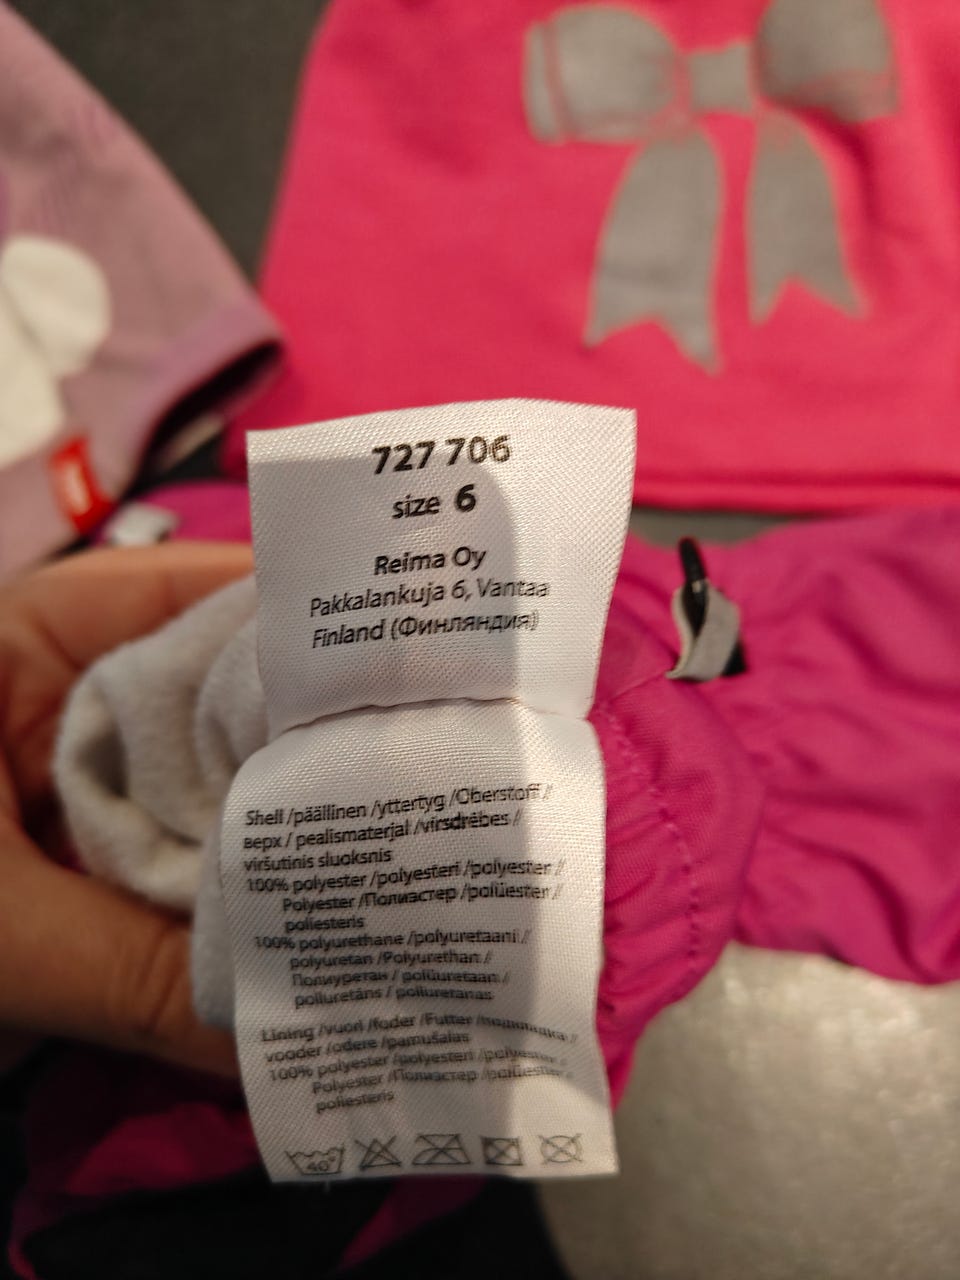 727 706
size 6
Reima Oy
Pakkalankuja 6, Vantaa
Finland (Финляндия)
Shell /päällinen /yttertyg /Oberstoff /
верх / pealismaterjal /virsdrēbes /
viršutinis sluoksnis
100% polyester /polyesteri /polyester /
Polyester /Полиэстер /polüester /
poliesteris
100% polyurethane /polyuretaani /
polyuretan /Polyurethan /
Полиуретан / polüuretaan /
poliuretāns / poliuretanas
Lining /vuori /foder /Futter /подкладка /
vooder /odere /pamušalas
100% polyester /polyesteri /polyester /
Polyester /Полиэстер /polüester /
poliesteris
40°